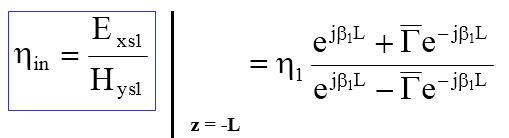 η_in = E_xs1 / H_ys1 | = η_1 (e^{jβ_1L} + Γ̅e^{-jβ_1L}) / (e^{jβ_1L} - Γ̅e^{-jβ_1L})
z = -L